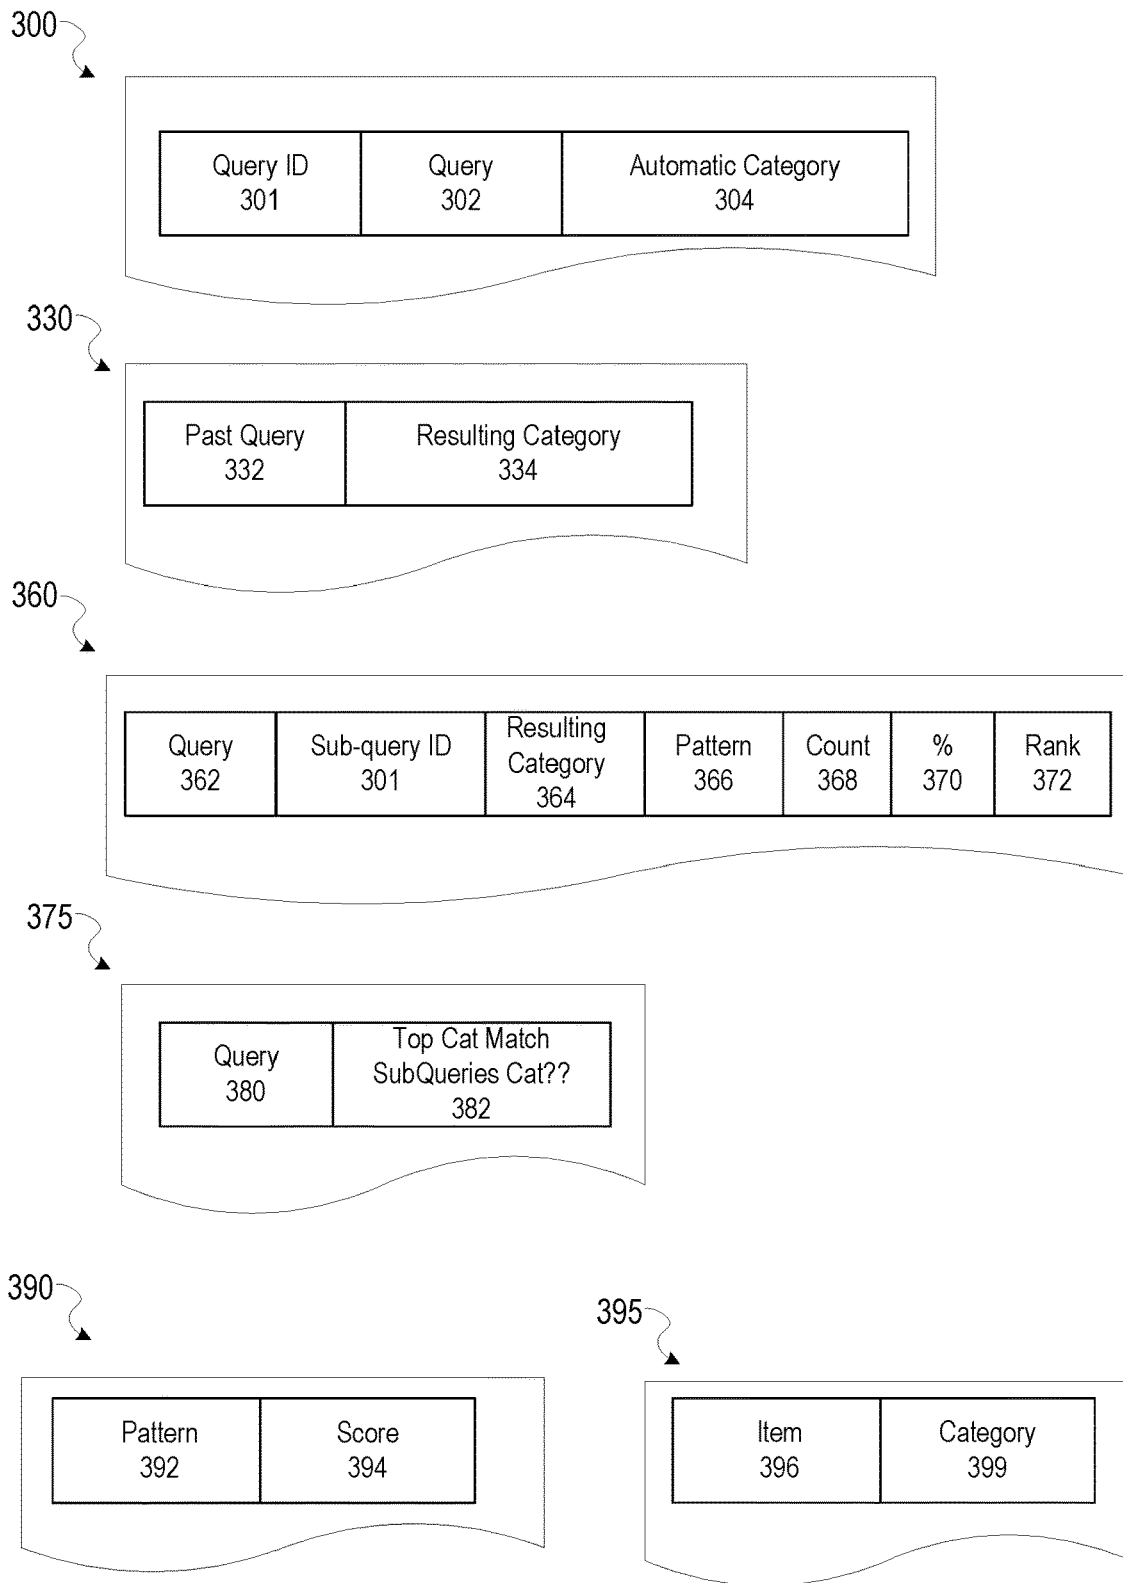 300
Query ID
301
Query
302
Automatic Category
304
330
Past Query
332
Resulting Category
334
360
Query
362
Sub-query ID
301
Resulting
Category
364
Pattern
366
Count
368
%
370
Rank
372
375
Query
380
Top Cat Match
SubQueries Cat??
382
390
Pattern
392
Score
394
395
Item
396
Category
399